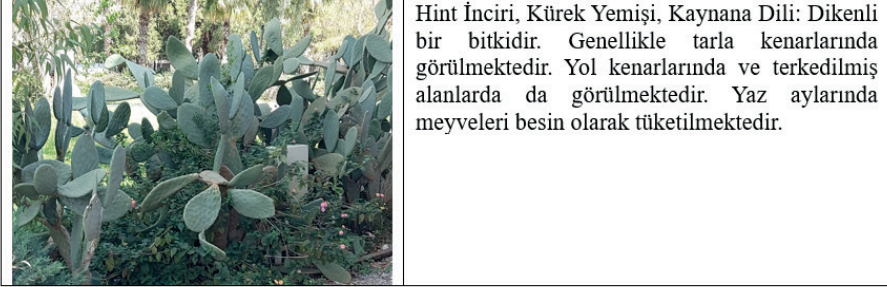 Hint İnciri, Kürek Yemişi, Kaynana Dili: Dikenli
bir bitkidir. Genellikle tarla kenarlarında
görülmektedir. Yol kenarlarında ve terkedilmiş
alanlarda da görülmektedir. Yaz aylarında
meyveleri besin olarak tüketilmektedir.